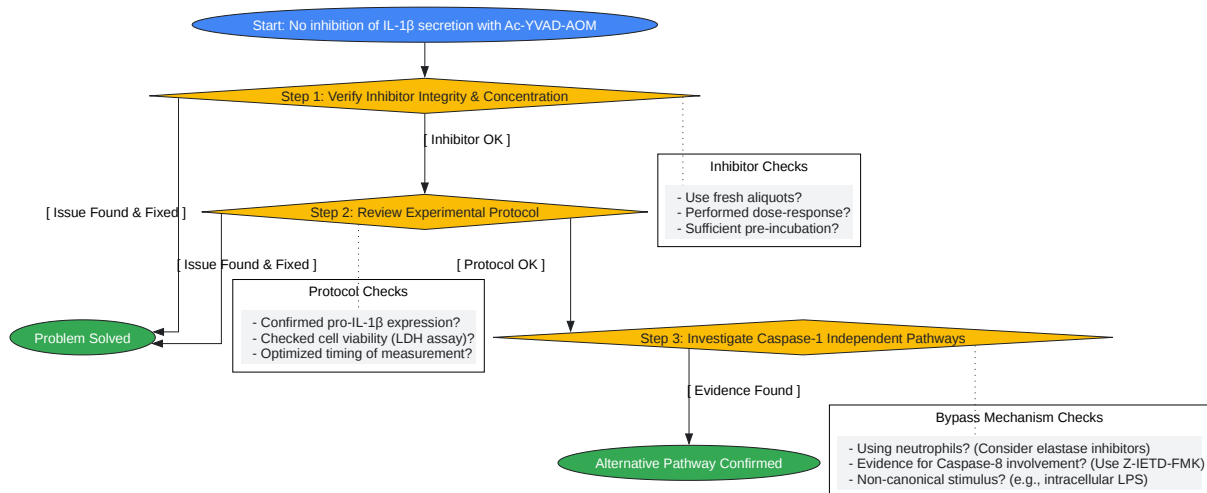 Start: No inhibition of IL-1β secretion with Ac-YVAD-AOM
Step 1: Verify Inhibitor Integrity & Concentration
[ Inhibitor OK ]
Inhibitor Checks
- Use fresh aliquots?
- Performed dose-response?
- Sufficient pre-incubation?
[ Issue Found & Fixed ]
Step 2: Review Experimental Protocol
[ Issue Found & Fixed ]
[ Protocol OK ]
Protocol Checks
- Confirmed pro-IL-1β expression?
- Checked cell viability (LDH assay)?
- Optimized timing of measurement?
Problem Solved
Step 3: Investigate Caspase-1 Independent Pathways
[ Evidence Found ]
Bypass Mechanism Checks
- Using neutrophils? (Consider elastase inhibitors)
- Evidence for Caspase-8 involvement? (Use Z-IETD-FMK)
- Non-canonical stimulus? (e.g., intracellular LPS)
Alternative Pathway Confirmed